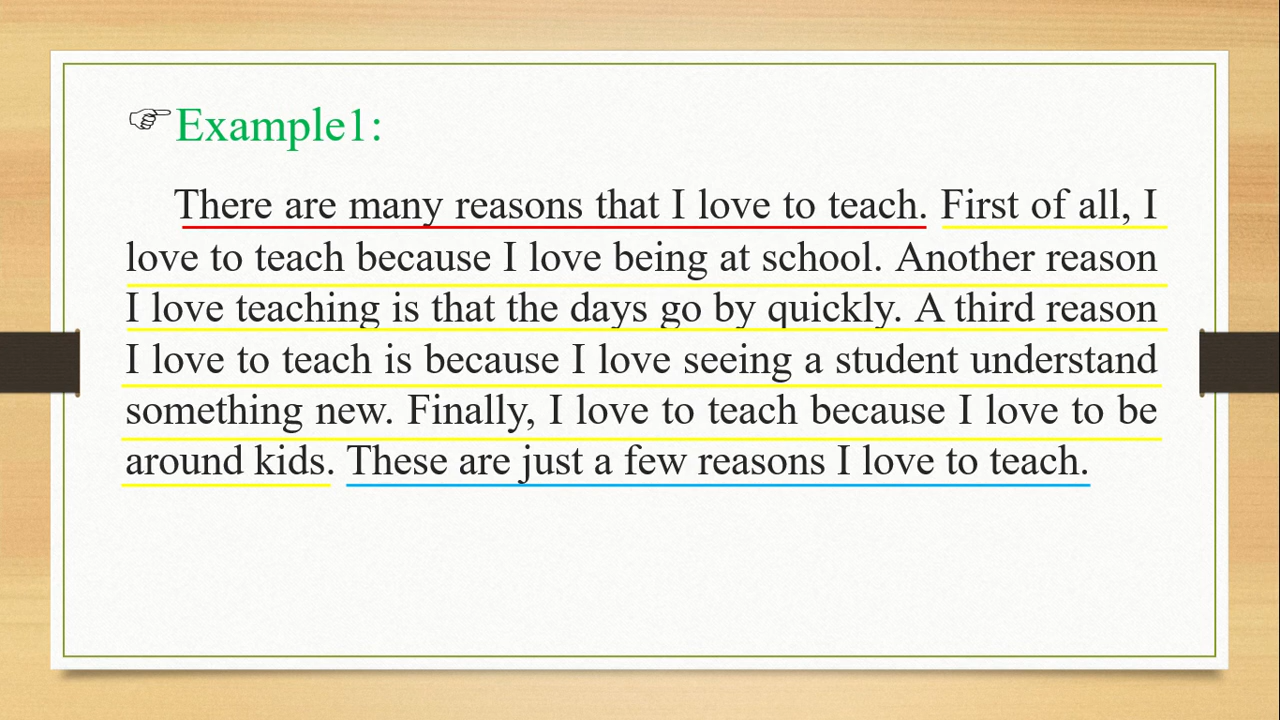 ☞Example1:
There are many reasons that I love to teach. First of all, I
love to teach because I love being at school. Another reason
I love teaching is that the days go by quickly. A third reason
I love to teach is because I love seeing a student understand
something new. Finally, I love to teach because I love to be
around kids. These are just a few reasons I love to teach.